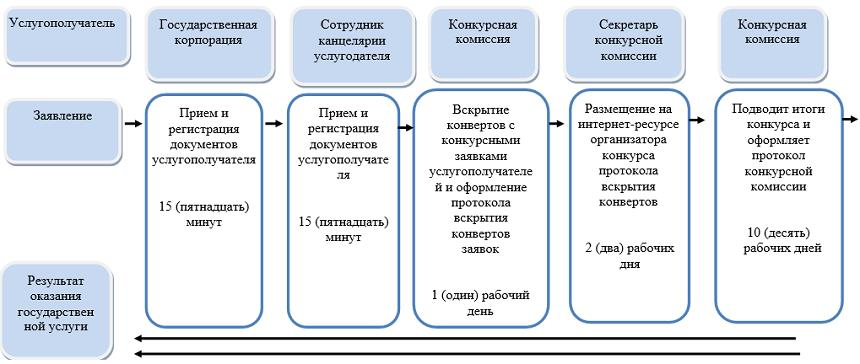 Услугополучатель
Государственная
корпорация
Сотрудник
канцелярии
услугодателя
Конкурсная
комиссия
Секретарь
конкурсной
комиссии
Конкурсная
комиссия
Заявление
Прием и
регистрация
документов
услугополучателя
15 (пятнадцать)
минут
Прием и
регистрация
документов
услугополучате
ля
15 (пятнадцать)
минут
Вскрытие
конвертов с
конкурсными
заявками
услугополучателе
й и оформление
протокола
вскрытия
конвертов
заявок
1 (один) рабочий
день
Размещение на
интернет-ресурсе
организатора
конкурса
протокола
вскрытия
конвертов
2 (два) рабочих
дня
Подводит итоги
конкурса и
оформляет
протокол
конкурсной
комиссии
10 (десять)
рабочих дней
Результат
оказания
государствен
ной услуги